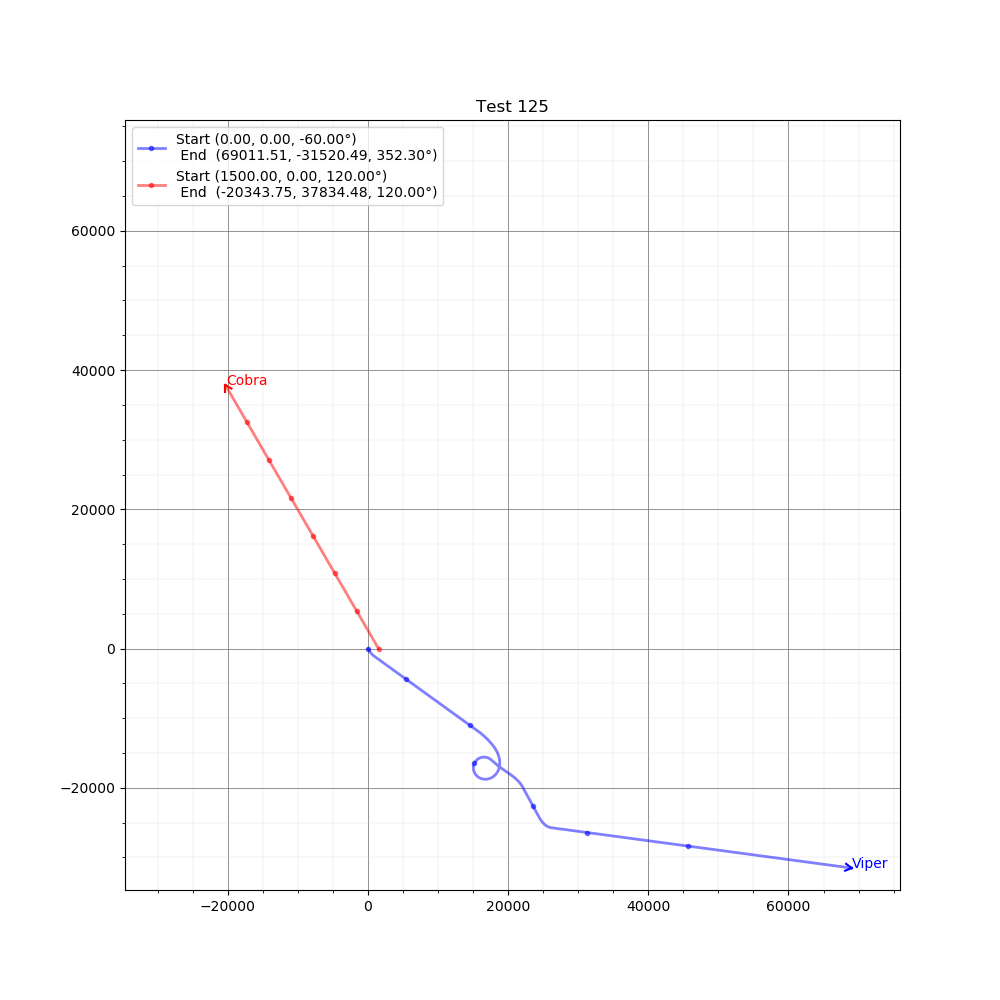 Test 125
Start (0.00, 0.00, -60.00°)
End (69011.51, -31520.49, 352.30°)
Start (1500.00, 0.00, 120.00°)
End (-20343.75, 37834.48, 120.00°)
60000
40000
Cobra
20000
0
−20000
Viper
−20000 0 20000 40000 60000